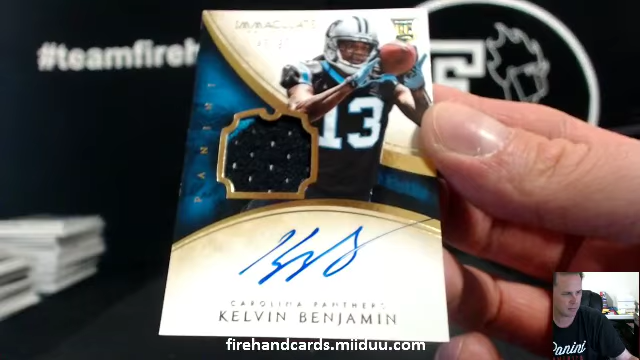 #teamfireh
IMMACULATE
RC
13
PANINI
CAROLINA PANTHERS
KELVIN BENJAMIN
firehandcards.miiduu.com
Panini